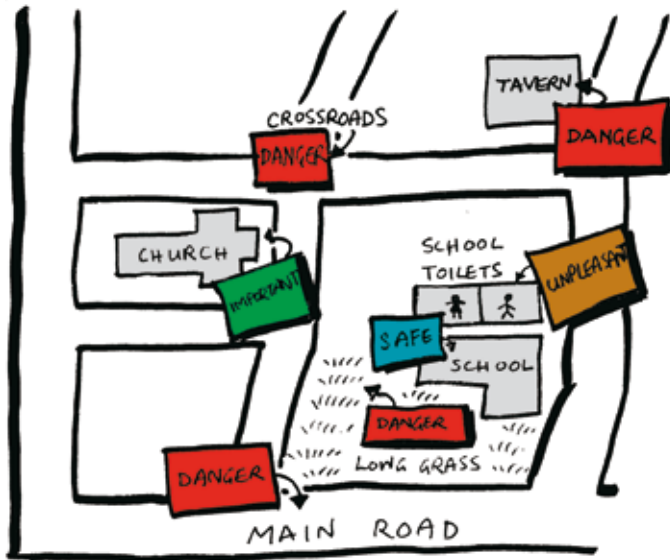 TAVERN
CROSSROADS
DANGER
DANGER
CHURCH
IMPORTANT
SCHOOL
TOILETS
UNPLEASANT
SAFE
SCHOOL
DANGER
LONG GRASS
DANGER
MAIN ROAD